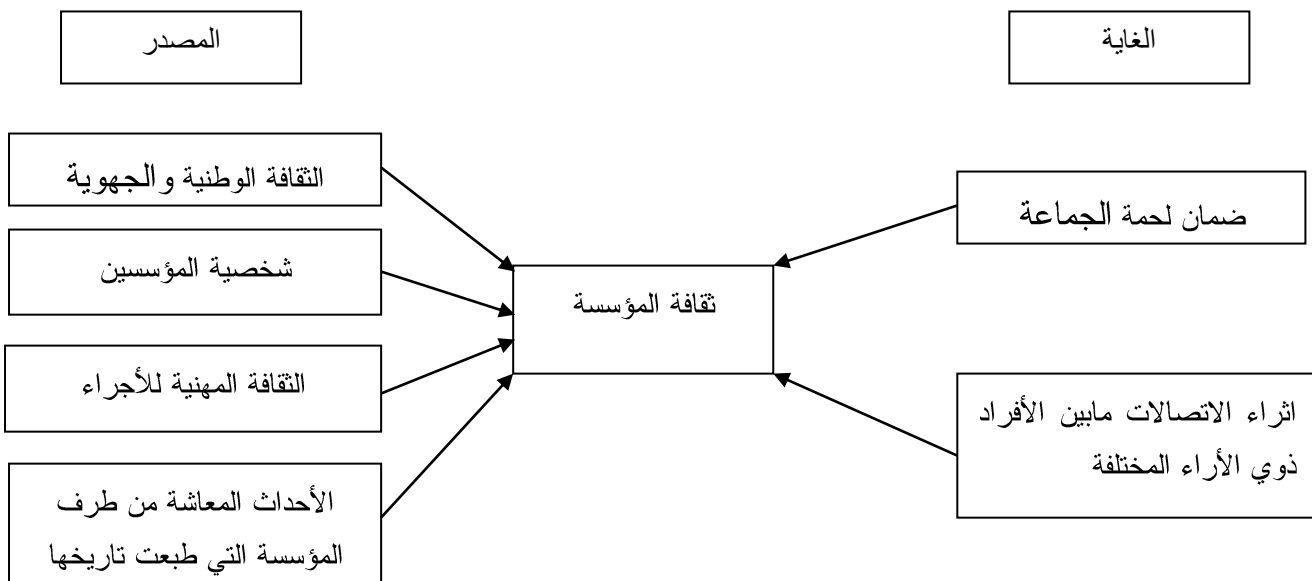 الغاية
المصدر
الثقافة الوطنية والجهوية
ضمان لحمة الجماعة
شخصية المؤسسين
ثقافة المؤسسة
الثقافة المهنية للأجراء
اثراء الاتصالات مابين الأفراد
ذوي الأراء المختلفة
الأحداث المعاشة من طرف
المؤسسة التي طبعت تاريخها